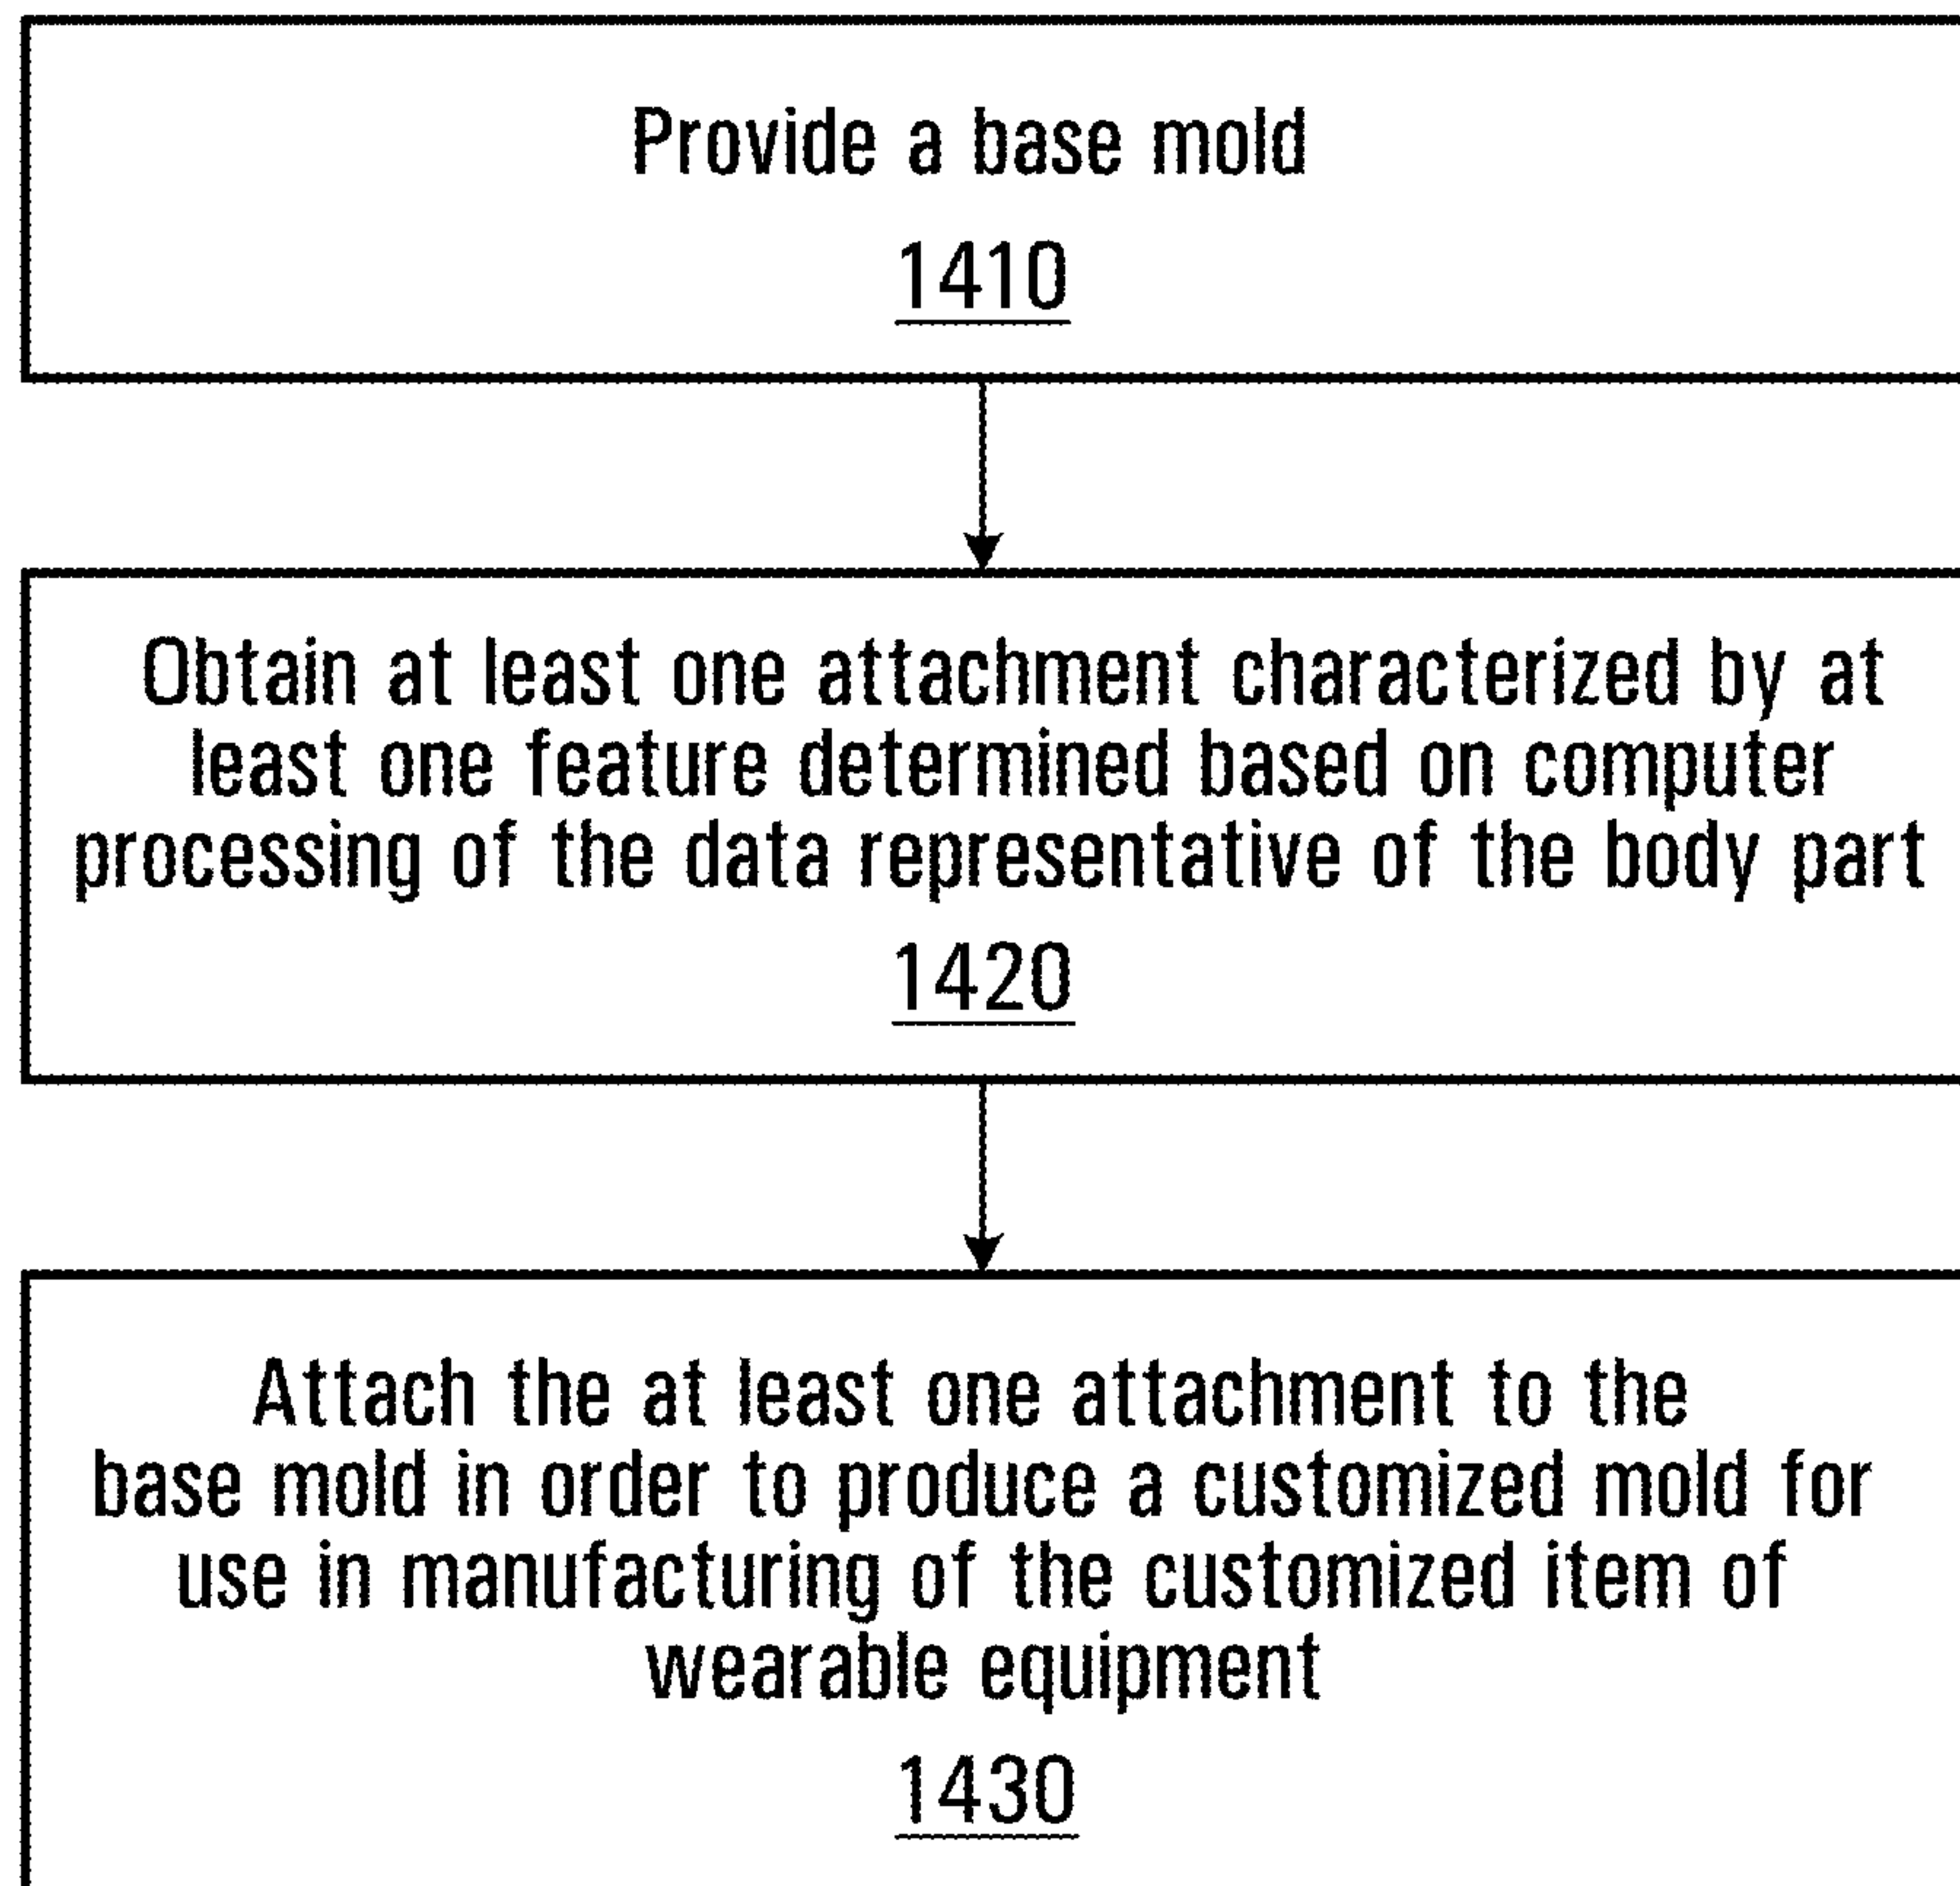 Provide a base mold
1410
Obtain at least one attachment characterized by at
least one feature determined based on computer
processing of the data representative of the body part
1420
Attach the at least one attachment to the
base mold in order to produce a customized mold for
use in manufacturing of the customized item of
wearable equipment
1430